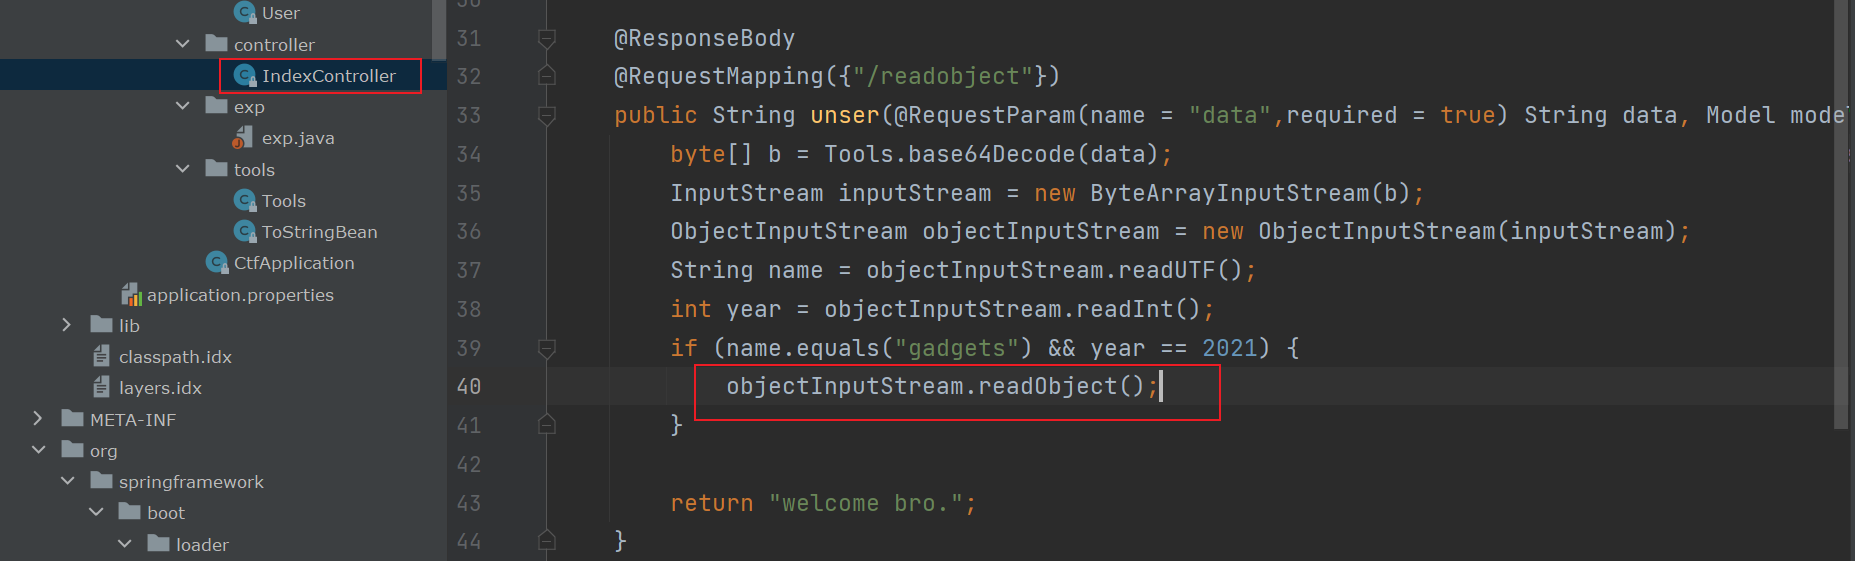 User
controller
IndexController
exp
exp.java
tools
Tools
ToStringBean
CtfApplication
application.properties
lib
classpath.idx
layers.idx
META-INF
org
springframework
boot
loader
31 @ResponseBody
32 @RequestMapping({"/readobject"})
33 public String unser(@RequestParam(name = "data",required = true) String data, Model mode
34 byte[] b = Tools.base64Decode(data);
35 InputStream inputStream = new ByteArrayInputStream(b);
36 ObjectInputStream objectInputStream = new ObjectInputStream(inputStream);
37 String name = objectInputStream.readUTF();
38 int year = objectInputStream.readInt();
39 if (name.equals("gadgets") && year == 2021) {
40 objectInputStream.readObject();
41 }
42
43 return "welcome bro.";
44 }